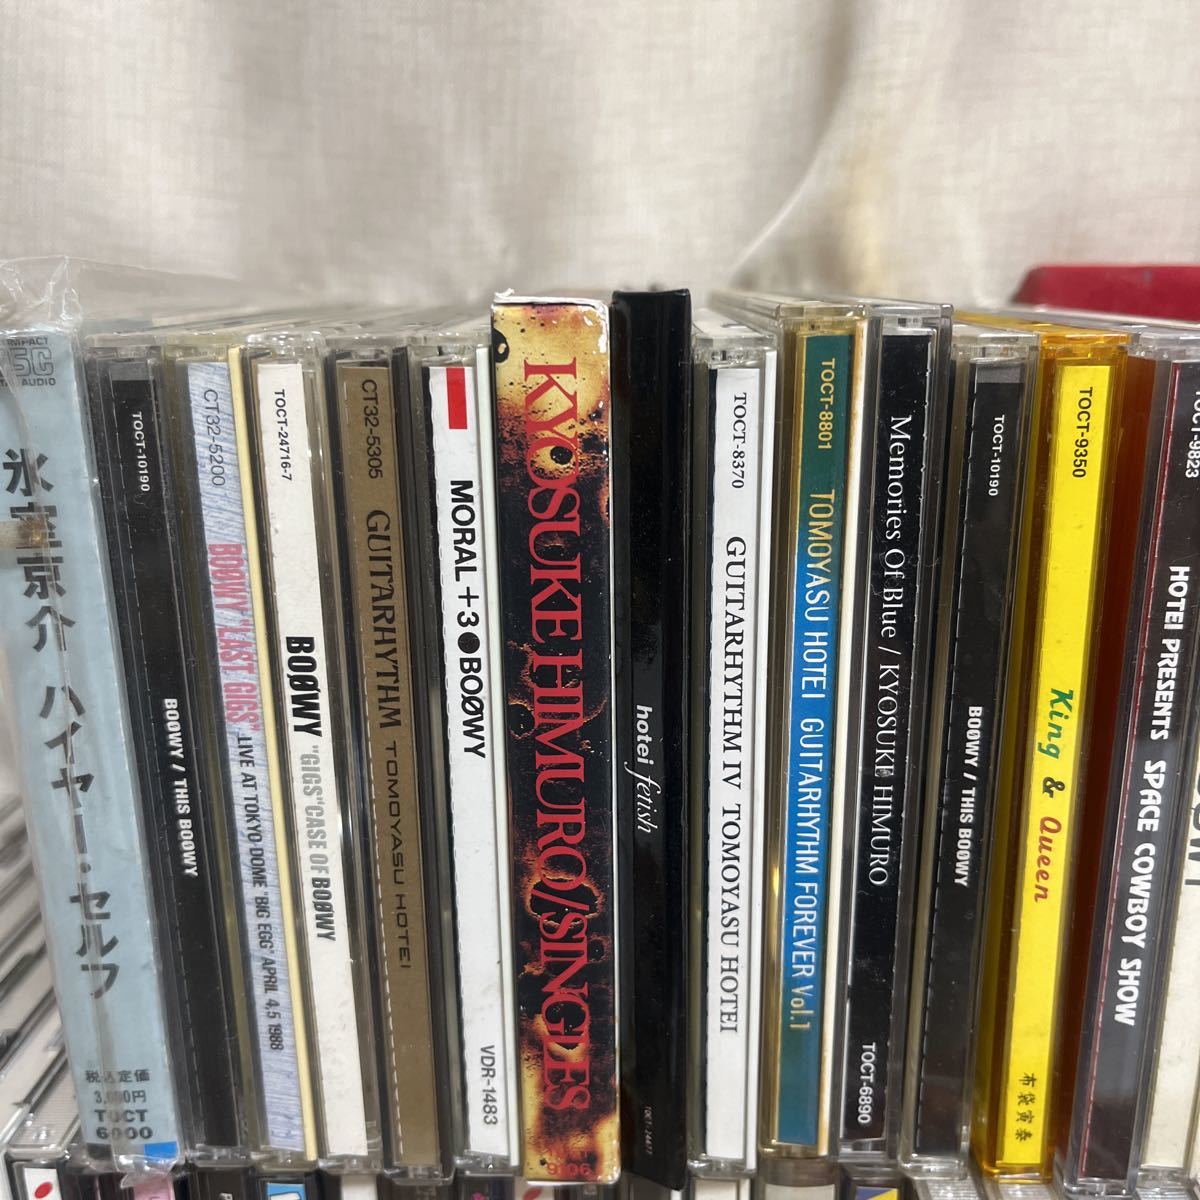 氷室京介 ハイヤー・セルフ
税込定価
3,000円
TOCT
6000
TOCT-10190
BOØWY / THIS BOØWY
CT32-5200
BOØWY "LAST GIGS" LIVE AT TOKYO-DOME "BIG EGG" APRIL 4,5 1988
TOCT-24716-7
BOØWY "GIGS" CASE OF BOØWY
CT32-5305
GUITARHYTHM TOMOYASU HOTEI
MORAL+3●BOØWY
VDR-1483
KYOSUKE HIMURO/SINGLES
hotei fetish
TOCT-8370
GUITARHYTHM IV TOMOYASU HOTEI
TOCT-8801
TOMOYASU HOTEI GUITARHYTHM FOREVER Vol.1
Memories Of Blue / KYOSUKE HIMURO
TOCT-6890
TOCT-10190
BOØWY / THIS BOØWY
TOCT-9350
King & Queen
布袋寅泰
TOCT-9823
HOTEI PRESENTS SPACE COWBOY SHOW